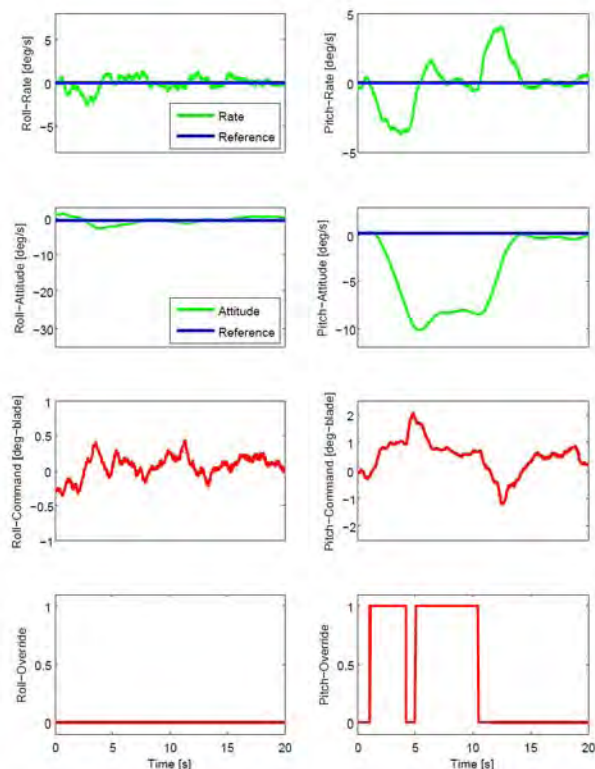 Roll-Rate [deg/s]
5
0
-5
Rate
Reference
Pitch-Rate [deg/s]
5
0
-5
Roll-Attitude [deg/s]
0
-10
-20
-30
Attitude
Reference
Pitch-Attitude [deg/s]
0
-5
-10
Roll-Command [deg-blade]
1
0.5
0
-0.5
-1
Pitch-Command [deg-blade]
2
1
0
-1
-2
Roll-Override
1
0.5
0
0 5 10 15 20
Time [s]
Pitch-Override
1
0.5
0
0 5 10 15 20
Time [s]